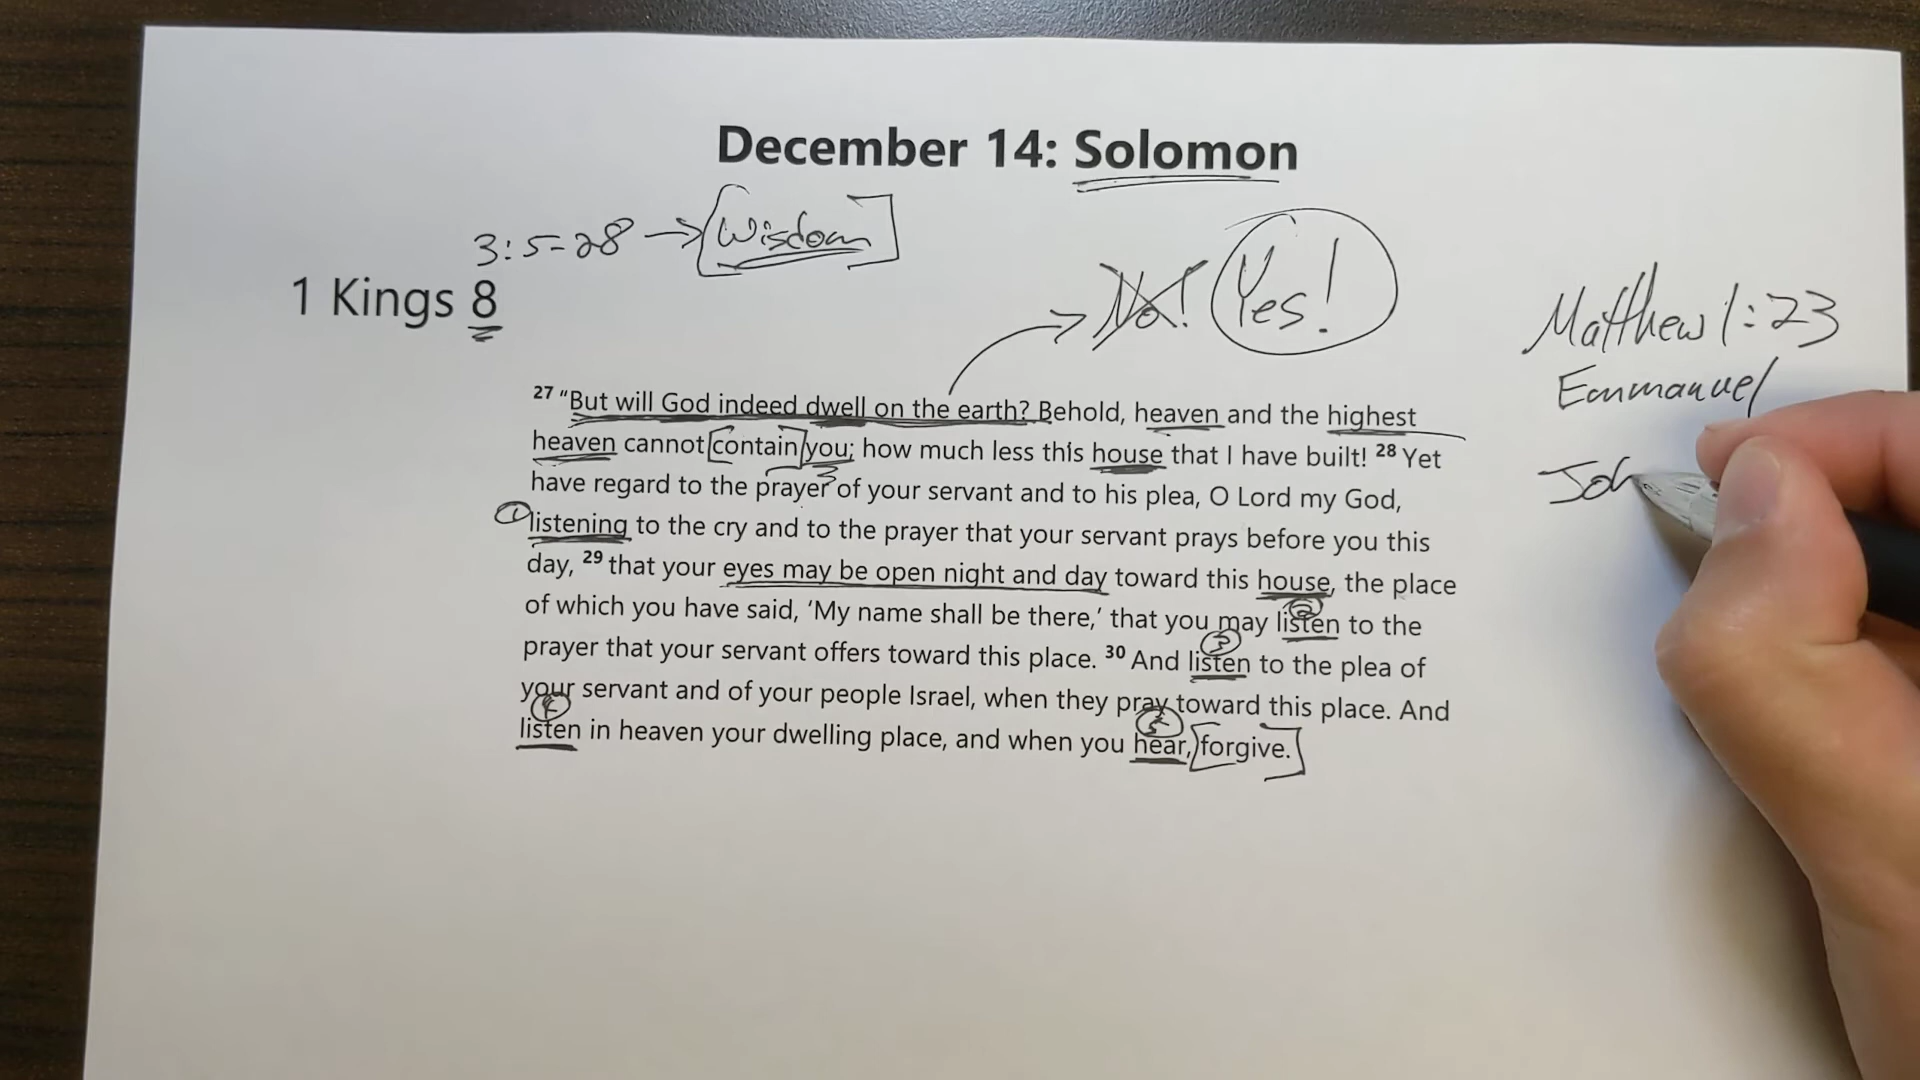 December 14: Solomon
3:5-28 → Wisdom
1 Kings 8
No! Yes!
Matthew 1:23
Emmanuel
Joh
27 “But will God indeed dwell on the earth? Behold, heaven and the highest
heaven cannot contain you; how much less this house that I have built! 28 Yet
have regard to the prayer of your servant and to his plea, O Lord my God,
1 listening to the cry and to the prayer that your servant prays before you this
day, 29 that your eyes may be open night and day toward this house, the place
2
of which you have said, ‘My name shall be there,’ that you may listen to the
3
prayer that your servant offers toward this place. 30 And listen to the plea of
your servant and of your people Israel, when they pray toward this place. And
listen in heaven your dwelling place, and when you hear, forgive.